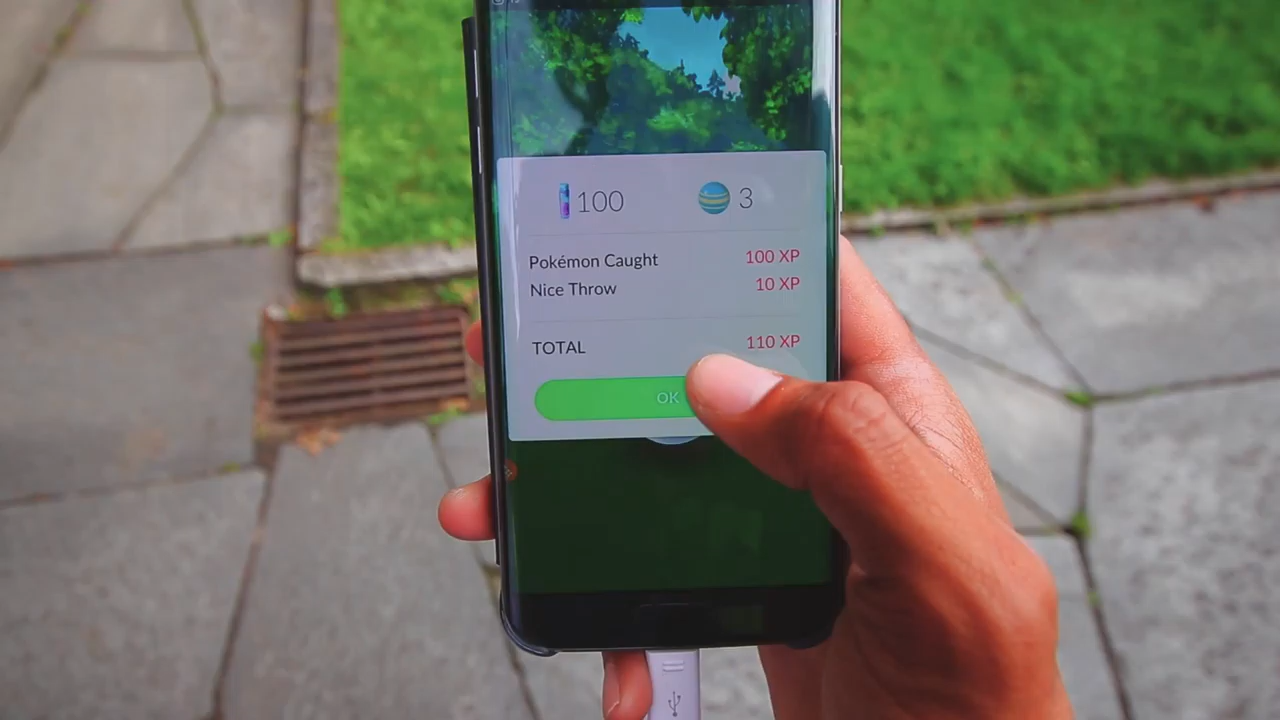 100 3
Pokémon Caught 100 XP
Nice Throw 10 XP
TOTAL 110 XP
OK